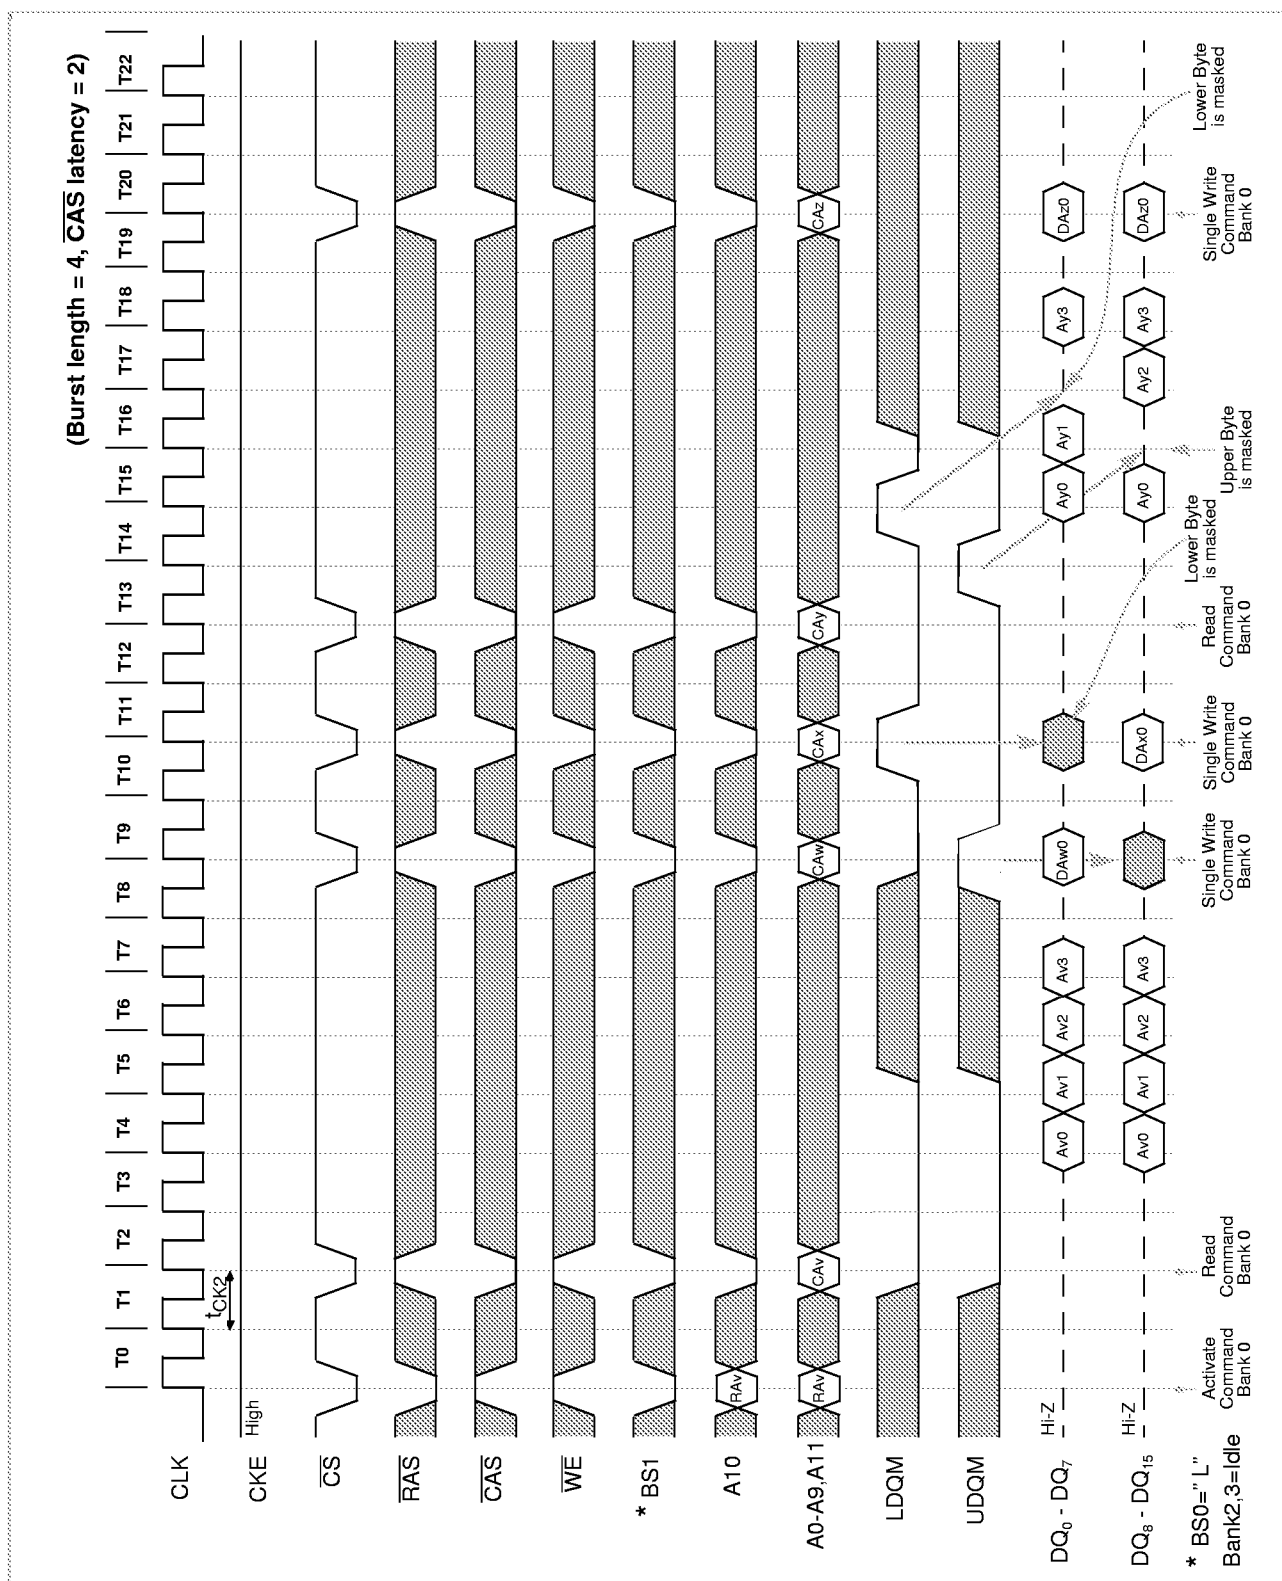 (Burst length = 4, CAS latency = 2)
T0 T1 T2 T3 T4 T5 T6 T7 T8 T9 T10 T11 T12 T13 T14 T15 T16 T17 T18 T19 T20 T21 T22
CLK
tCK2
CKE
High
CS
RAS
CAS
WE
* BS1
A10
RAv
A0-A9,A11
RAv CAv CAw CAx CAy CAz
LDQM
UDQM
DQ0 - DQ7
Hi-Z
Av0 Av1 Av2 Av3 DAw0 Ay0 Ay1 Ay3 DAz0
DQ8 - DQ15
Hi-Z
Av0 Av1 Av2 Av3 DAx0 Ay0 Ay2 Ay3 DAz0
* BS0="L"
Bank2,3=Idle
Activate
Command
Bank 0
Read
Command
Bank 0
Single Write
Command
Bank 0
Single Write
Command
Bank 0
Read
Command
Bank 0
Lower Byte
is masked
Upper Byte
is masked
Single Write
Command
Bank 0
Lower Byte
is masked